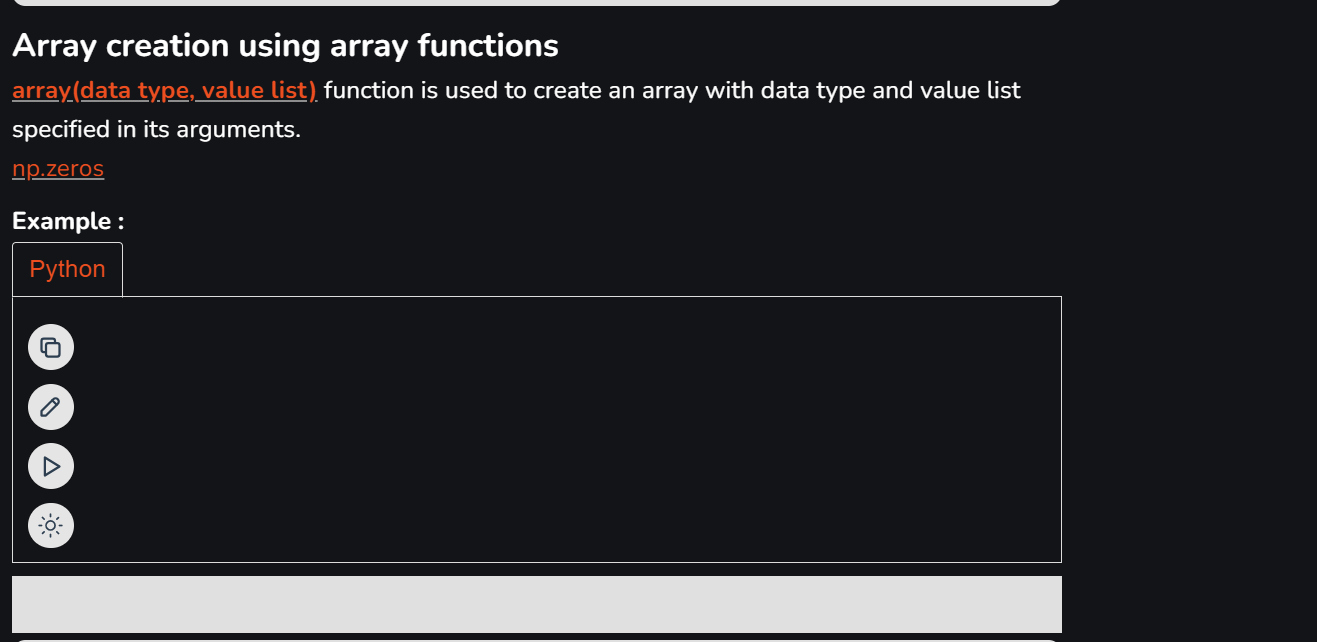 Array creation using array functions
array(data type, value list) function is used to create an array with data type and value list
specified in its arguments.
np.zeros
Example :
Python